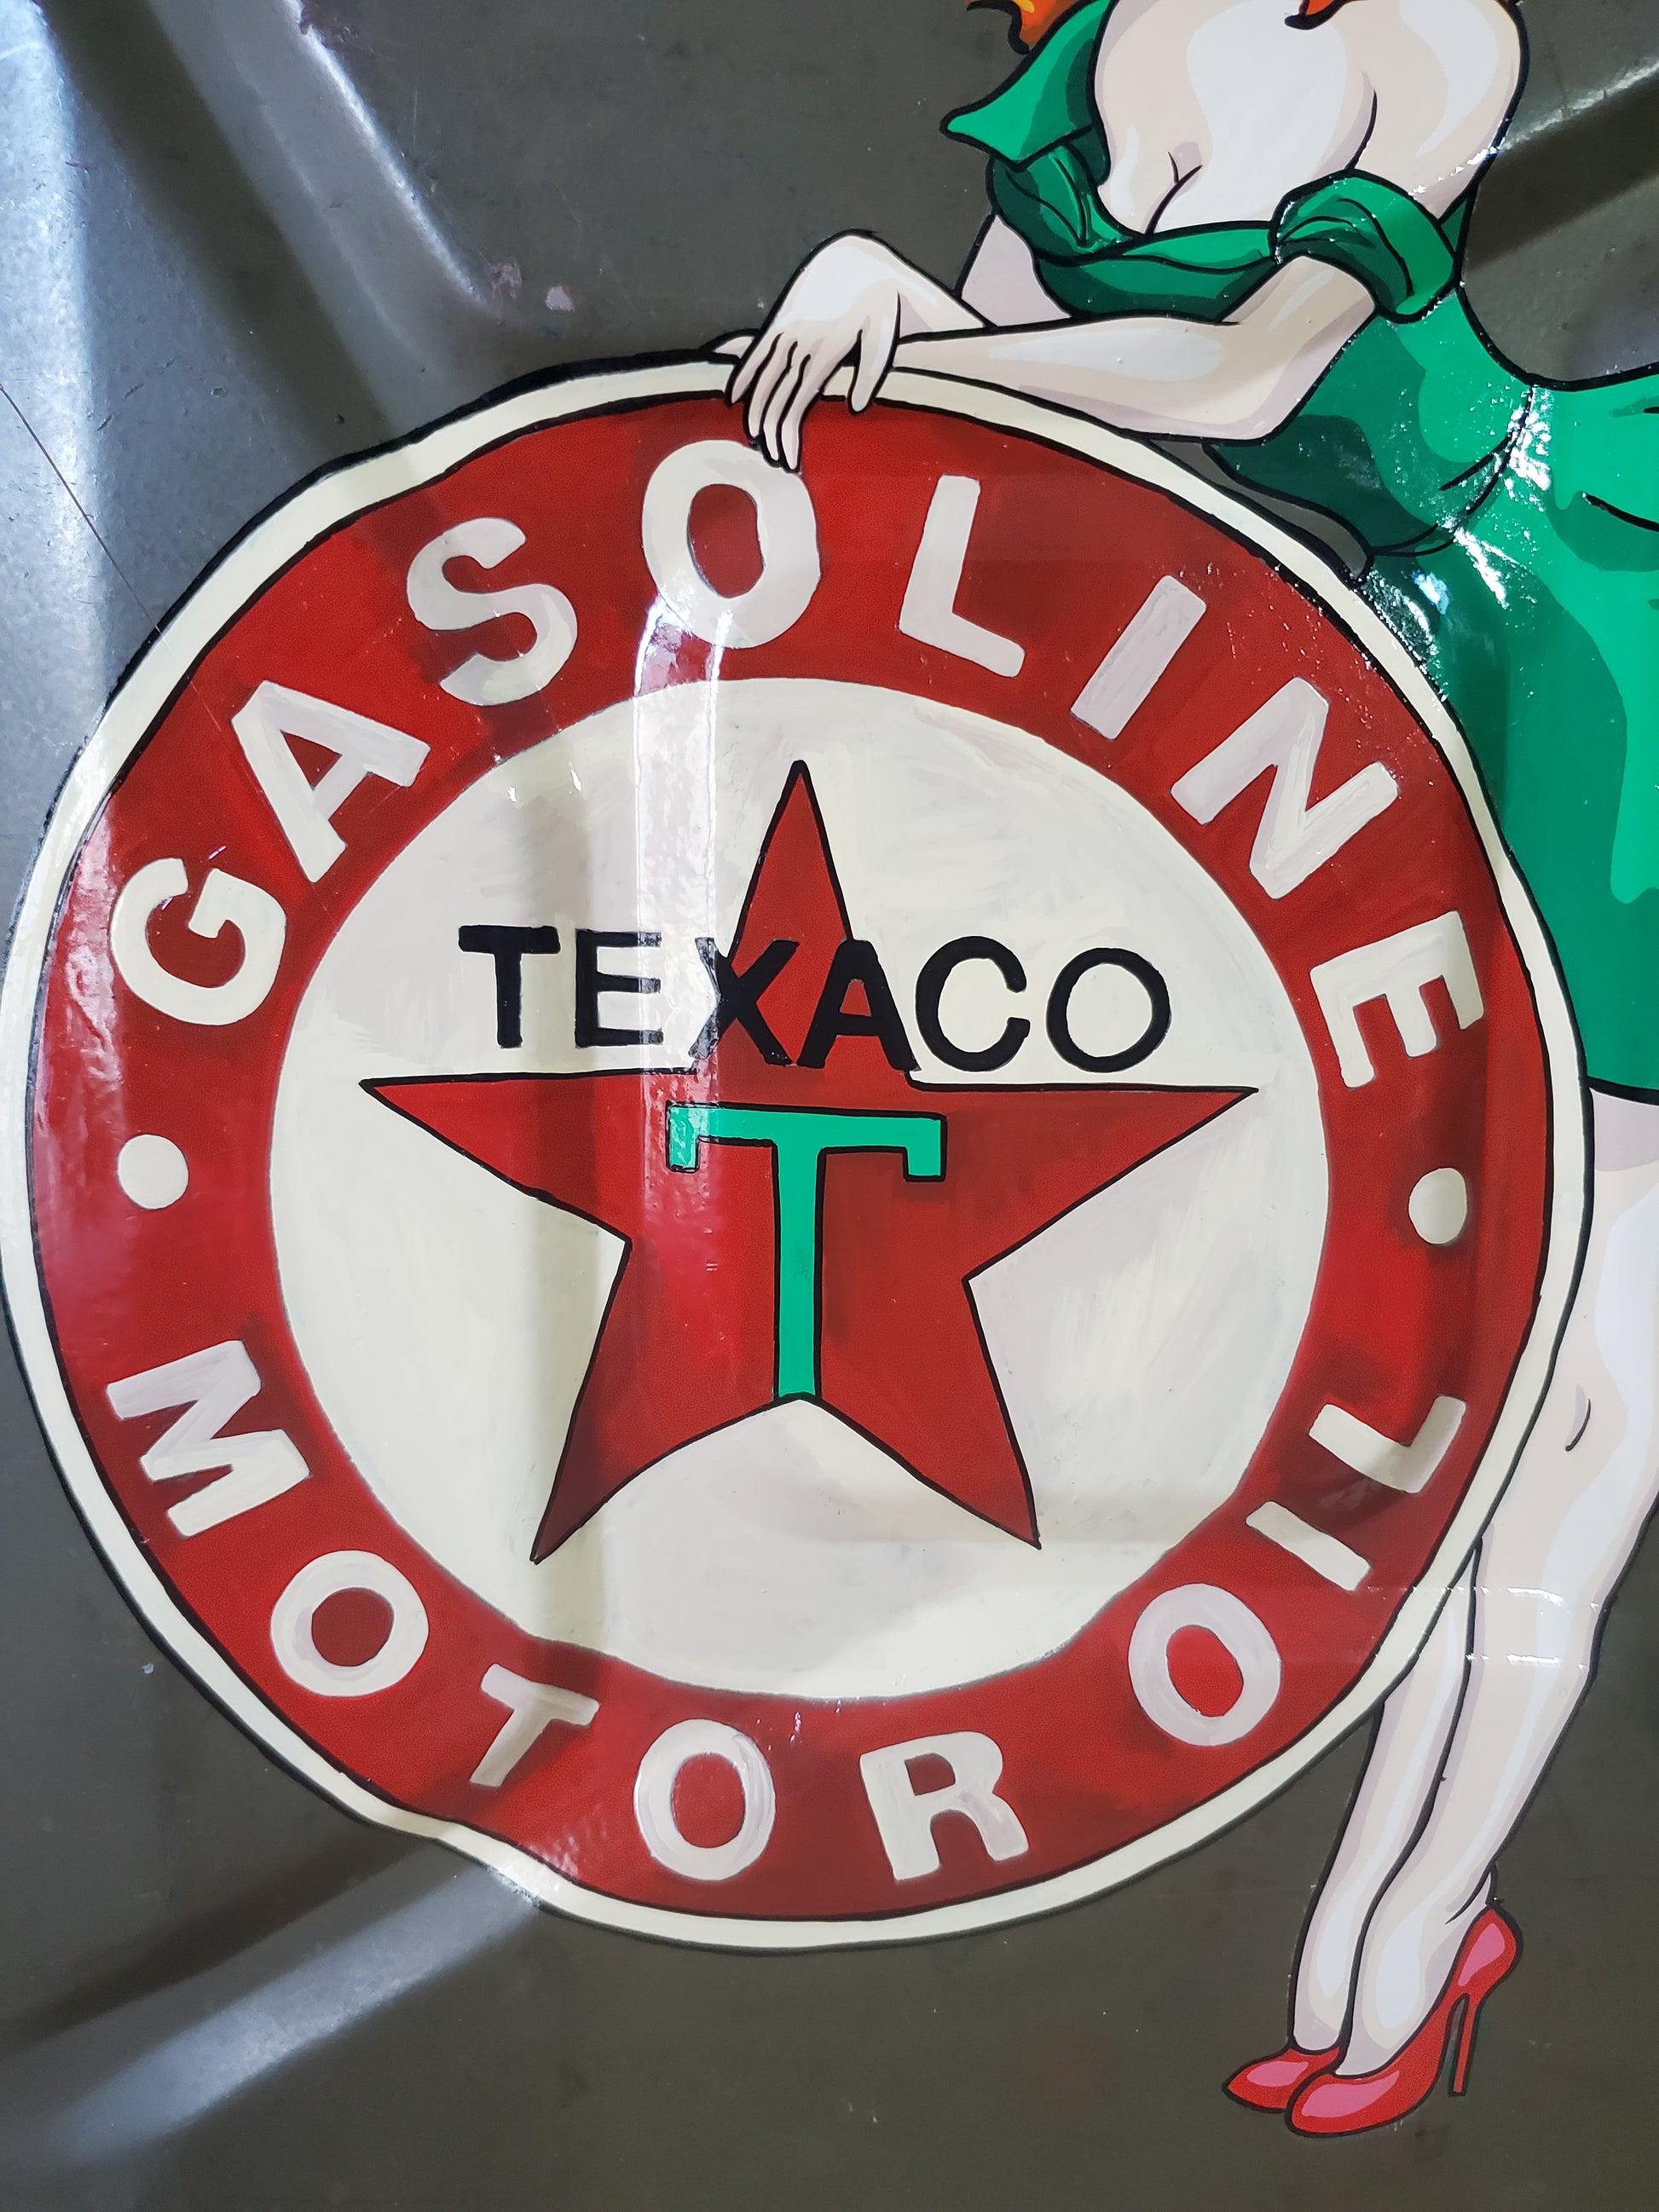 GASOLINE
TEXACO
T
• MOTOR OIL •